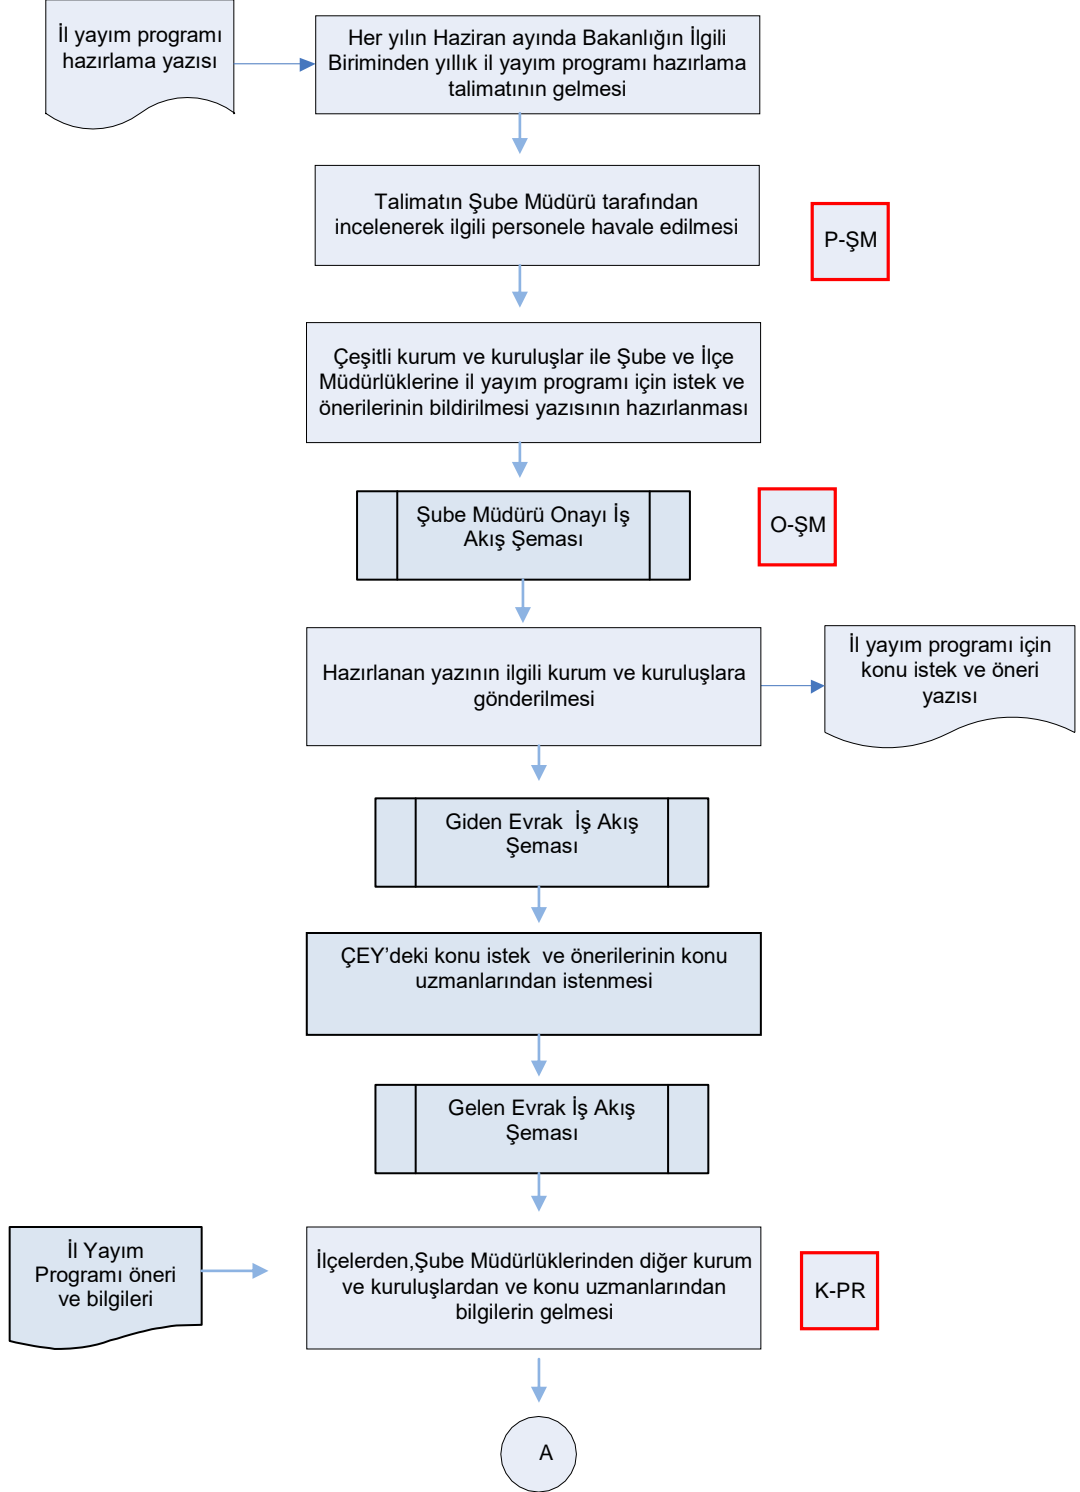 İl yayım programı
hazırlama yazısı
Her yılın Haziran ayında Bakanlığın İlgili
Biriminden yıllık il yayım programı hazırlama
talimatının gelmesi
Talimatın Şube Müdürü tarafından
incelenerek ilgili personele havale edilmesi
P-ŞM
Çeşitli kurum ve kuruluşlar ile Şube ve İlçe
Müdürlüklerine il yayım programı için istek ve
önerilerinin bildirilmesi yazısının hazırlanması
Şube Müdürü Onayı İş
Akış Şeması
O-ŞM
Hazırlanan yazının ilgili kurum ve kuruluşlara
gönderilmesi
İl yayım programı için
konu istek ve öneri
yazısı
Giden Evrak  İş Akış
Şeması
ÇEY’deki konu istek  ve önerilerinin konu
uzmanlarından istenmesi
Gelen Evrak İş Akış
Şeması
İl Yayım
Programı öneri
ve bilgileri
İlçelerden,Şube Müdürlüklerinden diğer kurum
ve kuruluşlardan ve konu uzmanlarından
bilgilerin gelmesi
K-PR
A